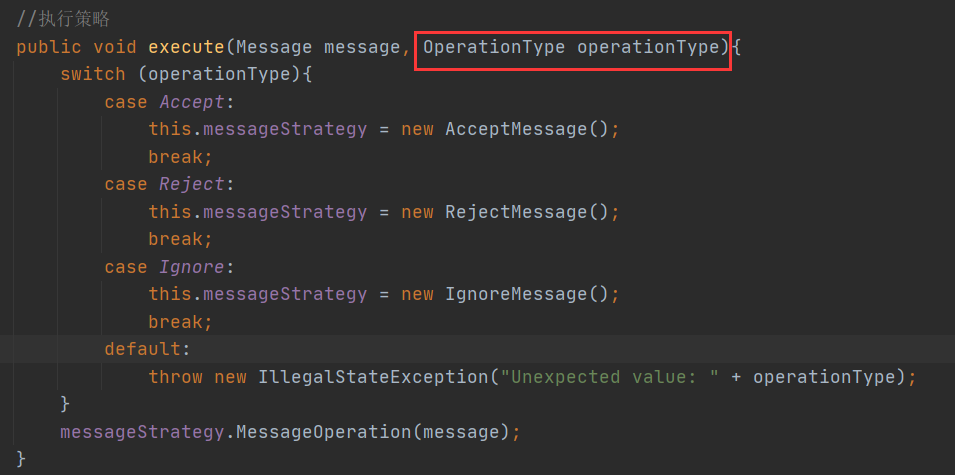 //执行策略
public void execute(Message message, OperationType operationType){
switch (operationType){
case Accept:
this.messageStrategy = new AcceptMessage();
break;
case Reject:
this.messageStrategy = new RejectMessage();
break;
case Ignore:
this.messageStrategy = new IgnoreMessage();
break;
default:
throw new IllegalStateException("Unexpected value: " + operationType);
}
messageStrategy.MessageOperation(message);
}